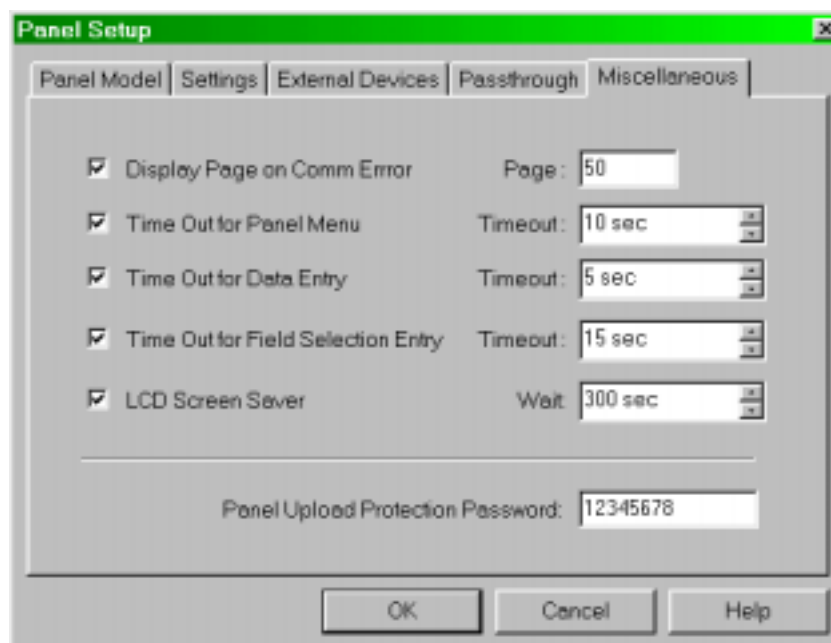 Panel Setup
Panel Model Settings External Devices Passthrough Miscellaneous
Display Page on Comm Errror Page: 50
Time Out for Panel Menu Timeout: 10 sec
Time Out for Data Entry Timeout: 5 sec
Time Out for Field Selection Entry Timeout: 15 sec
LCD Screen Saver Wait 300 sec
Panel Upload Protection Password: 12345678
OK Cancel Help